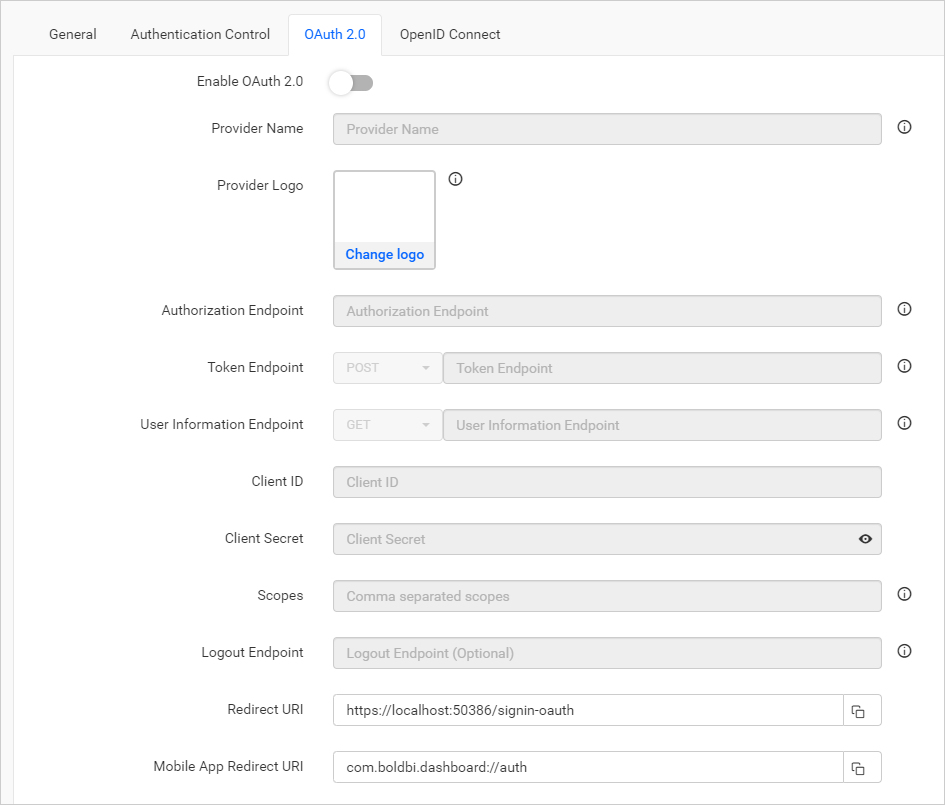 General Authentication Control OAuth 2.0 OpenID Connect
Enable OAuth 2.0
Provider Name Provider Name
Provider Logo
Change logo
Authorization Endpoint Authorization Endpoint
Token Endpoint POST Token Endpoint
User Information Endpoint GET User Information Endpoint
Client ID Client ID
Client Secret Client Secret
Scopes Comma separated scopes
Logout Endpoint Logout Endpoint (Optional)
Redirect URI https://localhost:50386/signin-oauth
Mobile App Redirect URI com.boldbi.dashboard://auth